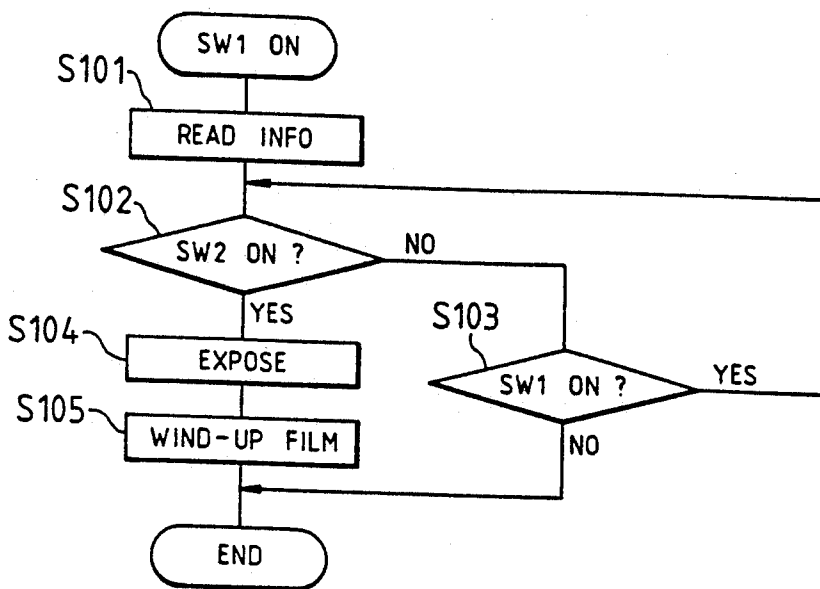 SW1 ON
S101
READ INFO
S102
SW2 ON ?
NO
YES
S103
S104
EXPOSE
SW1 ON ?
YES
S105
WIND-UP FILM
NO
END